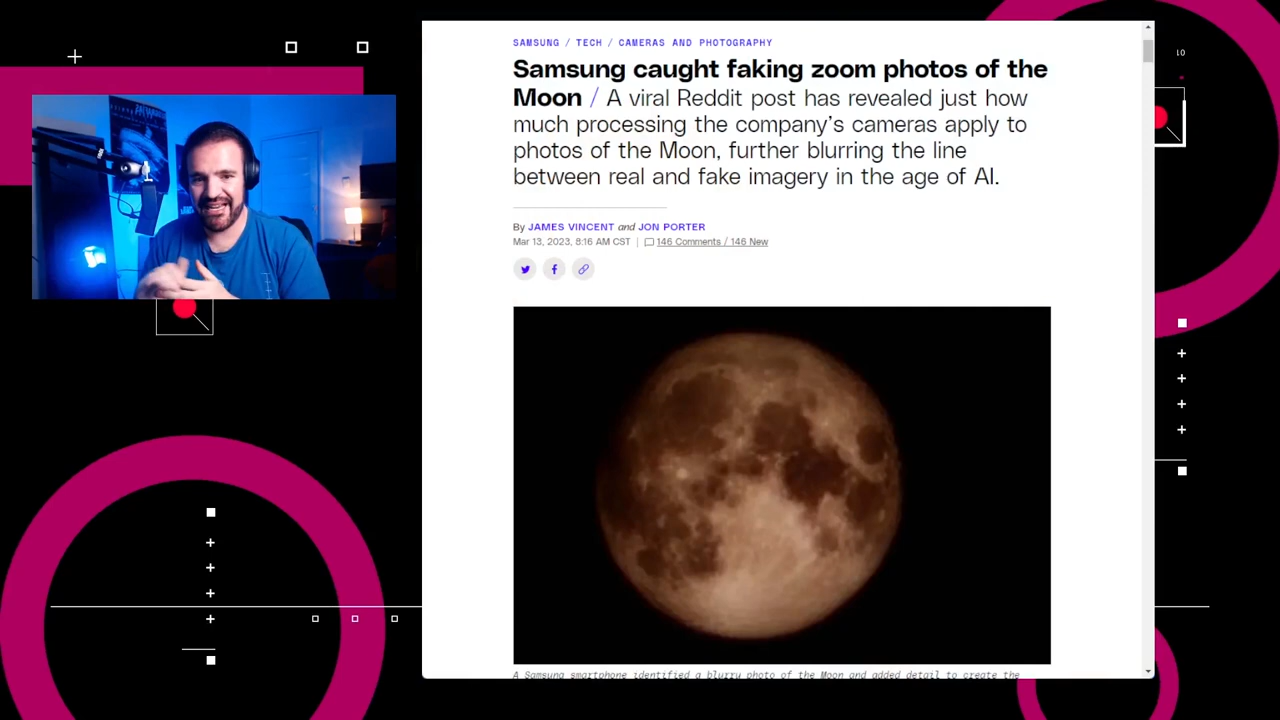 SAMSUNG / TECH / CAMERAS AND PHOTOGRAPHY
Samsung caught faking zoom photos of the
Moon / A viral Reddit post has revealed just how
much processing the company's cameras apply to
photos of the Moon, further blurring the line
between real and fake imagery in the age of AI.
By JAMES VINCENT and JON PORTER
Mar 13, 2023, 8:16 AM CST | 146 Comments / 146 New
A Samsung smartphone identified a blurry photo of the Moon and added detail to create the
10